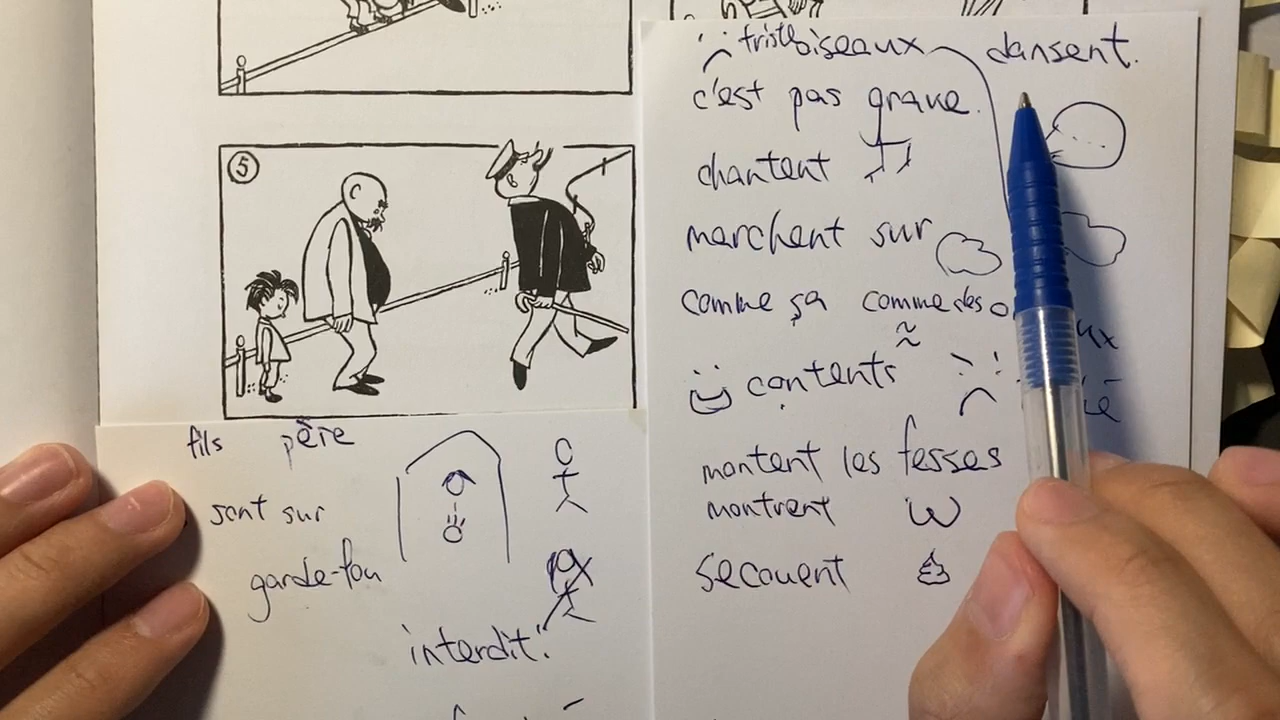 ⑤
fils père
sont sur
garde-fou
interdit!
triste oiseaux dansent.
c'est pas grave.
chantent
marchent sur
comme ça comme des
contents
montent les fesses
montrent
secouent